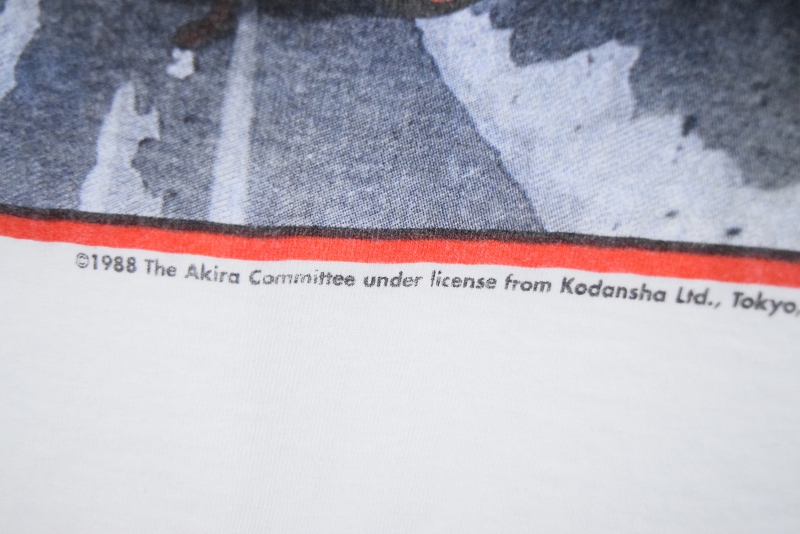 ©1988 The Akira Committee under license from Kodansha Ltd., Tokyo,